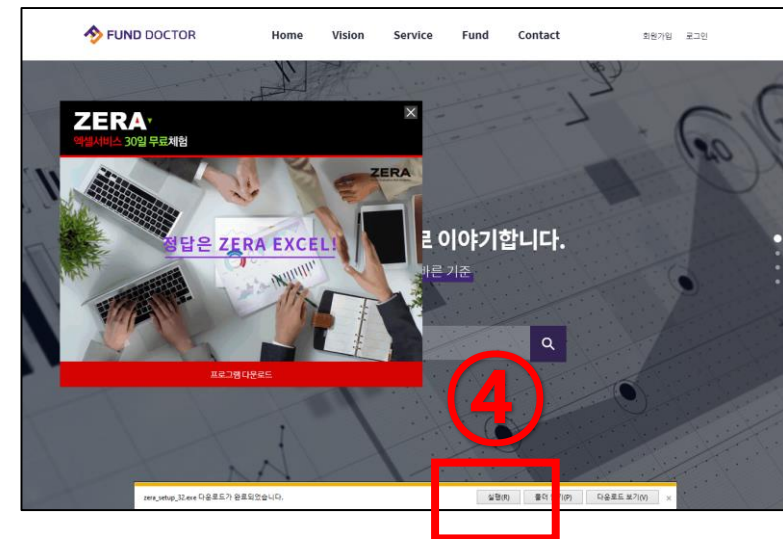 FUND DOCTOR
Home Vision Service Fund Contact
회원가입 로그인
ZERA
엑셀서비스 30일 무료체험
ZERA
정답은 ZERA EXCEL!
로 이야기합니다.
바른 기준
프로그램 다운로드
④
zera_setup_32.exe 다운로드가 완료되었습니다.
실행(R) 폴더 기(P) 다운로드 보기(V) ×